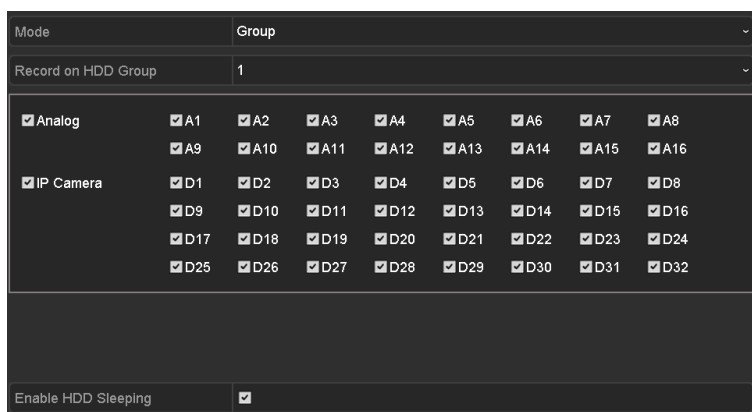 Mode Group
Record on HDD Group 1
Analog A1 A2 A3 A4 A5 A6 A7 A8
A9 A10 A11 A12 A13 A14 A15 A16
IP Camera D1 D2 D3 D4 D5 D6 D7 D8
D9 D10 D11 D12 D13 D14 D15 D16
D17 D18 D19 D20 D21 D22 D23 D24
D25 D26 D27 D28 D29 D30 D31 D32
Enable HDD Sleeping